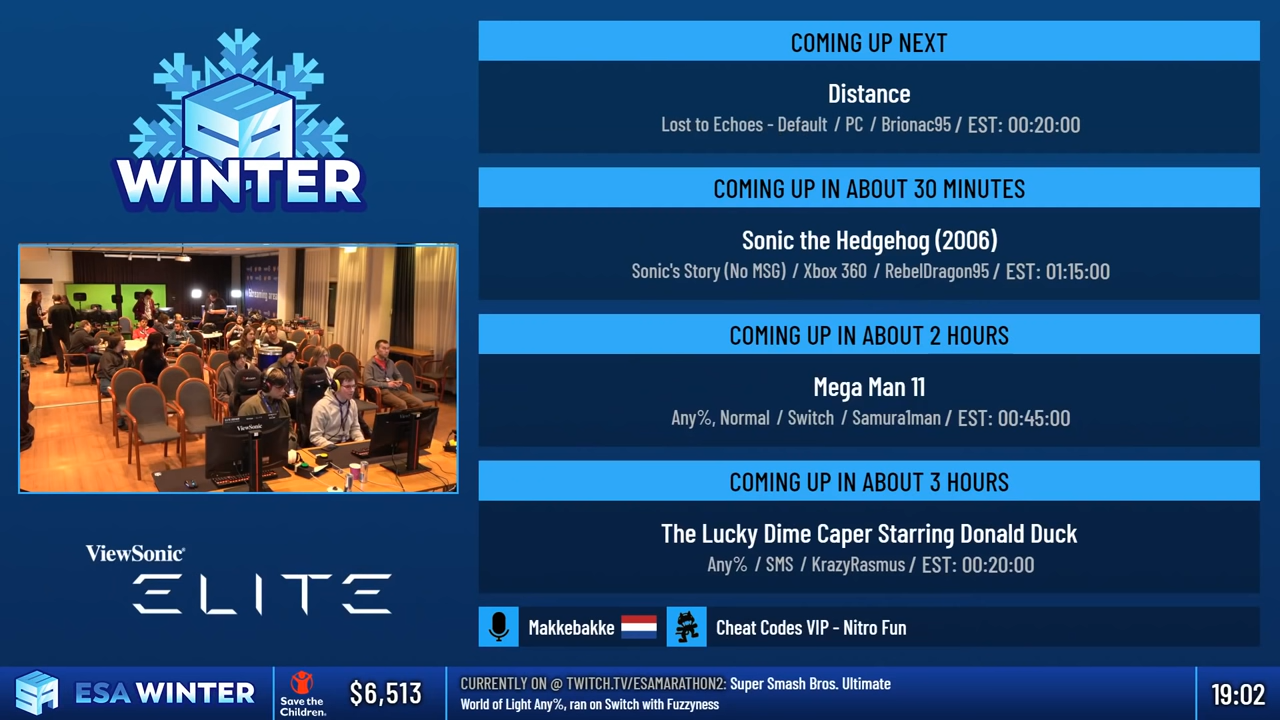 ESA
WINTER
COMING UP NEXT
Distance
Lost to Echoes - Default / PC / Brionac95 / EST: 00:20:00
COMING UP IN ABOUT 30 MINUTES
Sonic the Hedgehog (2006)
Sonic's Story (No MSG) / Xbox 360 / RebelDragon95 / EST: 01:15:00
COMING UP IN ABOUT 2 HOURS
Mega Man 11
Any%, Normal / Switch / Samura1man / EST: 00:45:00
COMING UP IN ABOUT 3 HOURS
The Lucky Dime Caper Starring Donald Duck
Any% / SMS / KrazyRasmus / EST: 00:20:00
Streaming area
ViewSonic
ViewSonic
ELITE
Makkebakke
Cheat Codes VIP - Nitro Fun
ESA
ESA WINTER
Save the
Children.
$6,513
CURRENTLY ON @ TWITCH.TV/ESAMARATHON2: Super Smash Bros. Ultimate
World of Light Any%, ran on Switch with Fuzzyness
19:02